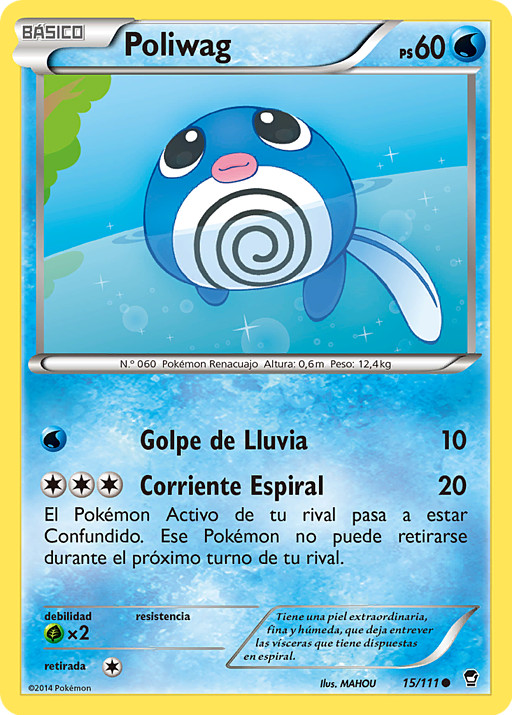 BÁSICO
Poliwag
PS60
N.º 060 Pokémon Renacuajo Altura: 0,6m Peso: 12,4kg
Golpe de Lluvia 10
Corriente Espiral 20
El Pokémon Activo de tu rival pasa a estar
Confundido. Ese Pokémon no puede retirarse
durante el próximo turno de tu rival.
debilidad resistencia
×2
retirada
Tiene una piel extraordinaria,
fina y húmeda, que deja entrever
las vísceras que tiene dispuestas
en espiral.
©2014 Pokémon
Ilus. MAHOU 15/111